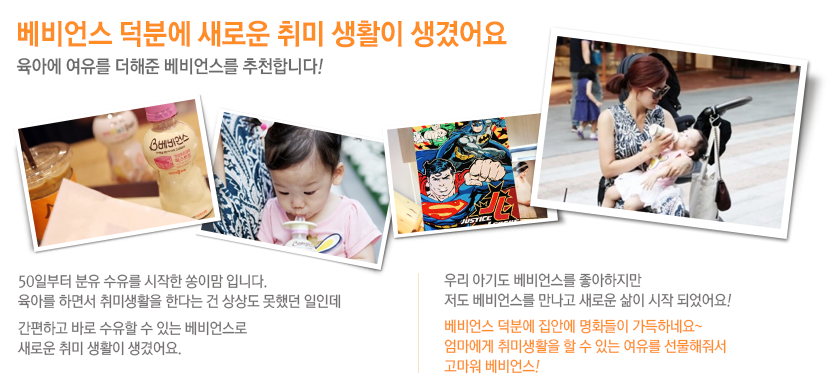 베비언스 덕분에 새로운 취미 생활이 생겼어요
육아에 여유를 더해준 베비언스를 추천합니다!
베비언스
JUSTICE
50일부터 분유 수유를 시작한 쏭이맘 입니다.
육아를 하면서 취미생활을 한다는 건 상상도 못했던 일인데
간편하고 바로 수유할 수 있는 베비언스로
새로운 취미 생활이 생겼어요.
우리 아기도 베비언스를 좋아하지만
저도 베비언스를 만나고 새로운 삶이 시작 되었어요!
베비언스 덕분에 집안에 명화들이 가득하네요~
엄마에게 취미생활을 할 수 있는 여유를 선물해줘서
고마워 베비언스!